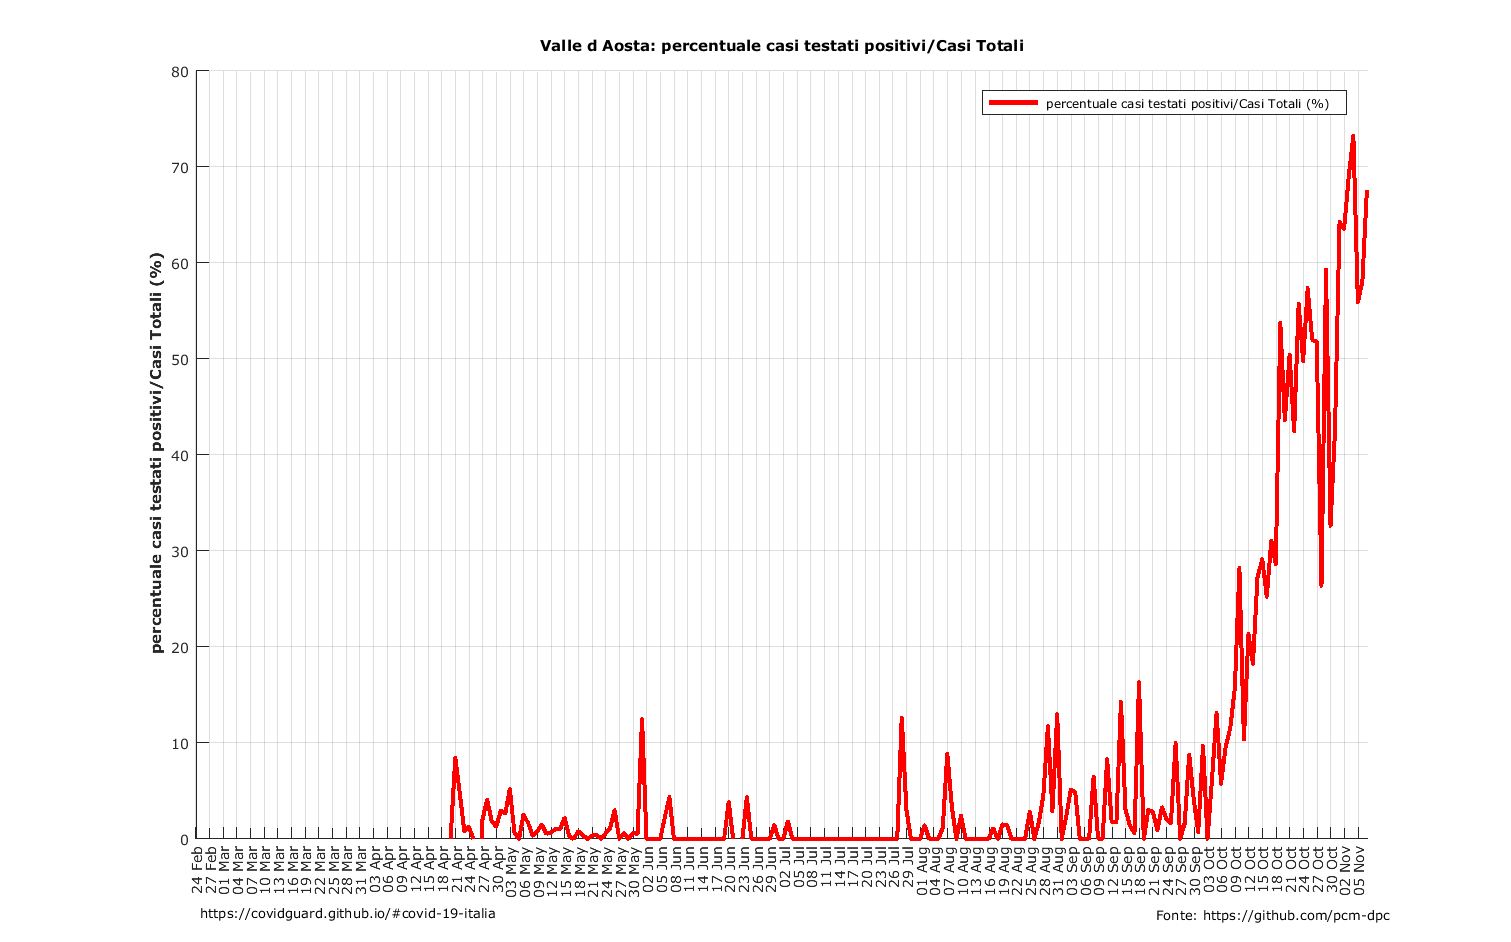 Valle d Aosta: percentuale casi testati positivi/Casi Totali
percentuale casi testati positivi/Casi Totali (%)
percentuale casi testati positivi/Casi Totali (%)
80
70
60
50
40
30
20
10
0
24 Feb
27 Feb
01 Mar
04 Mar
07 Mar
10 Mar
13 Mar
16 Mar
19 Mar
22 Mar
25 Mar
28 Mar
31 Mar
03 Apr
06 Apr
09 Apr
12 Apr
15 Apr
18 Apr
21 Apr
24 Apr
27 Apr
30 Apr
03 May
06 May
09 May
12 May
15 May
18 May
21 May
24 May
27 May
30 May
02 Jun
05 Jun
08 Jun
11 Jun
14 Jun
17 Jun
20 Jun
23 Jun
26 Jun
29 Jun
02 Jul
05 Jul
08 Jul
11 Jul
14 Jul
17 Jul
20 Jul
23 Jul
26 Jul
29 Jul
01 Aug
04 Aug
07 Aug
10 Aug
13 Aug
16 Aug
19 Aug
22 Aug
25 Aug
28 Aug
31 Aug
03 Sep
06 Sep
09 Sep
12 Sep
15 Sep
18 Sep
21 Sep
24 Sep
27 Sep
30 Sep
03 Oct
06 Oct
09 Oct
12 Oct
15 Oct
18 Oct
21 Oct
24 Oct
27 Oct
30 Oct
02 Nov
05 Nov
https://covidguard.github.io/#covid-19-italia
Fonte: https://github.com/pcm-dpc